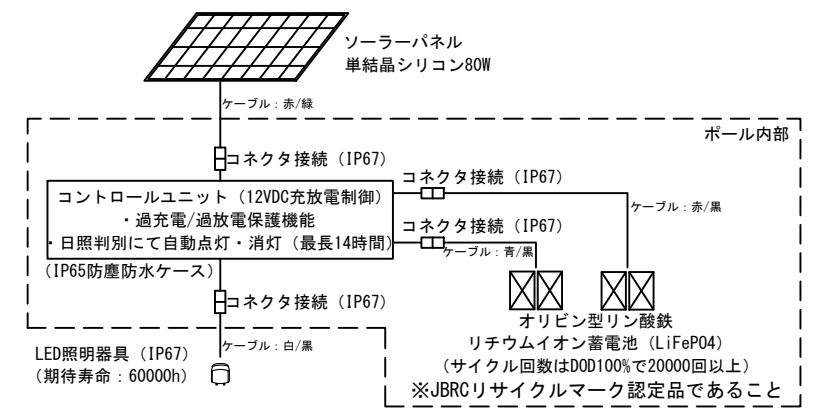 ソーラーパネル
単結晶シリコン80W
ケーブル：赤/緑
ポール内部
コネクタ接続（IP67）
コネクタ接続（IP67）
コントロールユニット（12VDC充放電制御）
・過充電/過放電保護機能
・日照判別にて自動点灯・消灯（最長14時間）
（IP65防塵防水ケース）
ケーブル：赤/黒
コネクタ接続（IP67）
ケーブル：青/黒
コネクタ接続（IP67）
オリビン型リン酸鉄
リチウムイオン蓄電池（LiFePO4）
（サイクル回数はDOD100%で20000回以上）
※JBRCリサイクルマーク認定品であること
ケーブル：白/黒
LED照明器具（IP67）
（期待寿命：60000h）